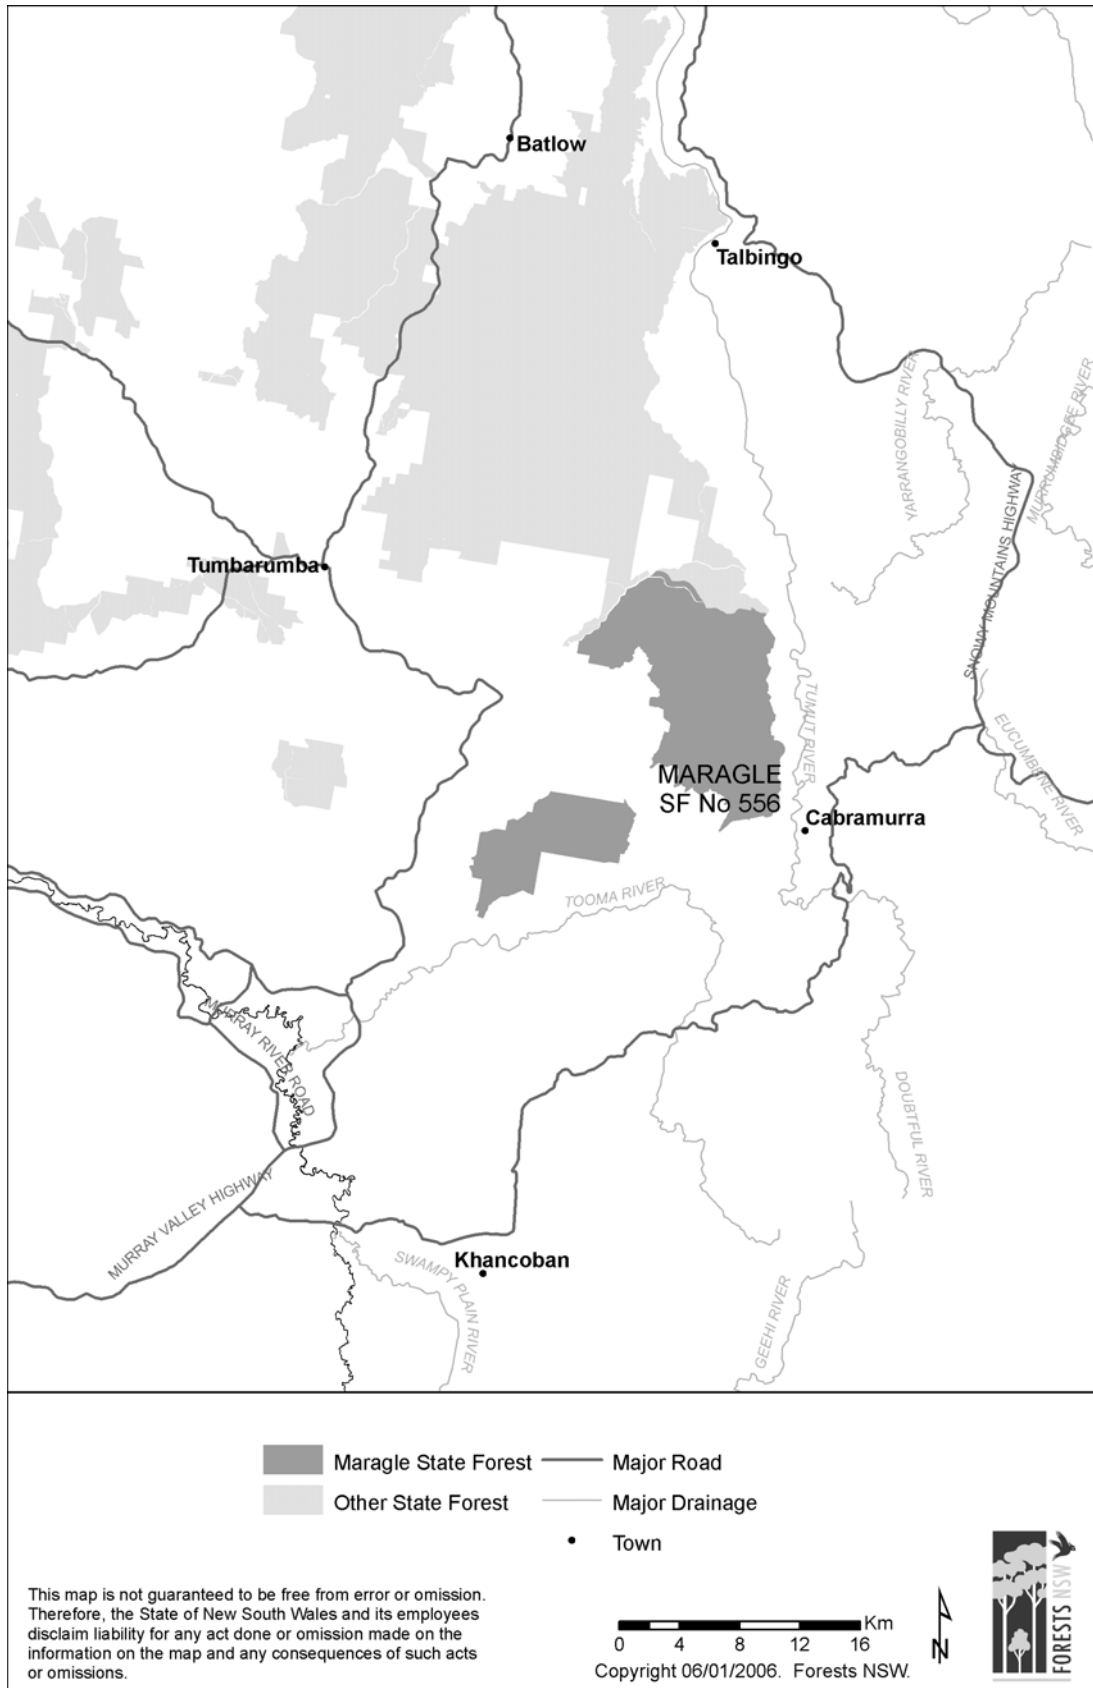 Batlow
Talbingo
YARRANGOBILLY RIVER
MURRUMBIDGEE RIVER
SNOWY MOUNTAINS HIGHWAY
Tumbarumba
TUMUT RIVER
EUCUMBENE RIVER
MARAGLE
SF No 556
Cabramurra
TOOMA RIVER
MURRAY RIVER ROAD
DOUBTFUL RIVER
MURRAY VALLEY HIGHWAY
Khancoban
SWAMPY PLAIN RIVER
GEEHI RIVER
Maragle State Forest
Major Road
Other State Forest
Major Drainage
Town
This map is not guaranteed to be free from error or omission.
Therefore, the State of New South Wales and its employees
disclaim liability for any act done or omission made on the
information on the map and any consequences of such acts
or omissions.
Km
0 4 8 12 16
Copyright 06/01/2006. Forests NSW.
N
FORESTS NSW